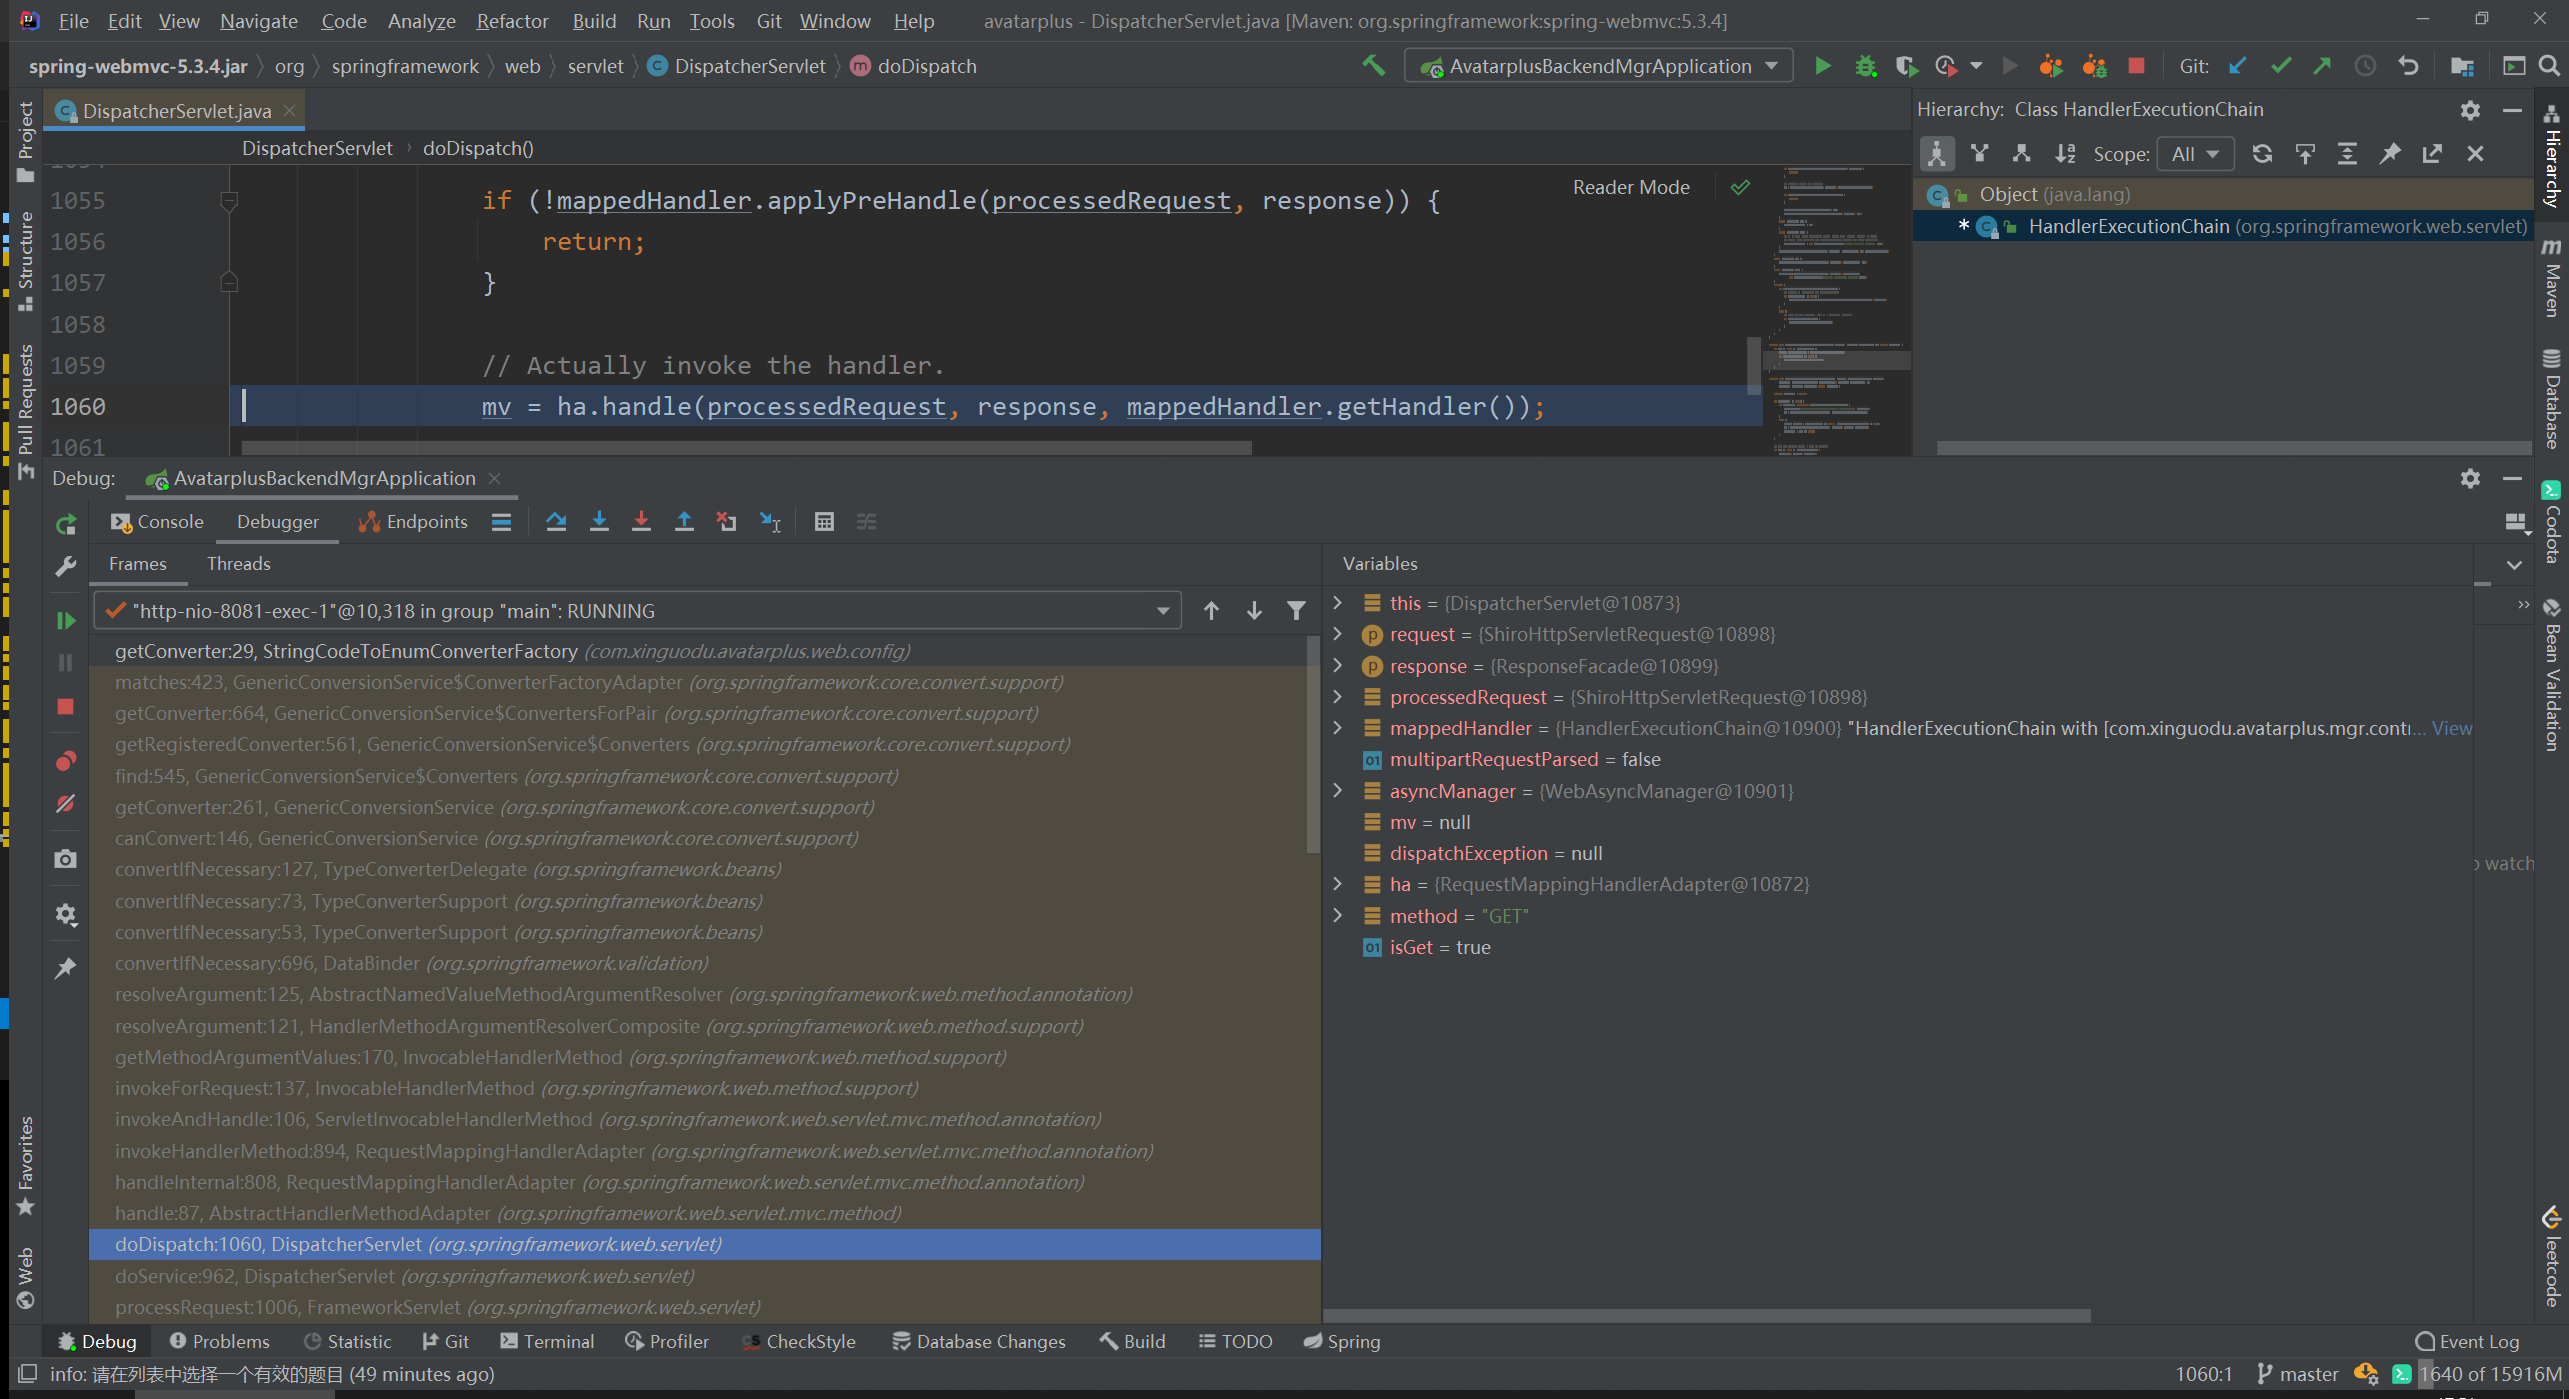 File Edit View Navigate Code Analyze Refactor Build Run Tools Git Window Help avatarplus - DispatcherServlet.java [Maven: org.springframework:spring-webmvc:5.3.4]
spring-webmvc-5.3.4.jar org springframework web servlet DispatcherServlet doDispatch AvatarplusBackendMgrApplication Git:
Project
Structure
Pull Requests
Favorites
Web
DispatcherServlet.java
DispatcherServlet › doDispatch()
Reader Mode
1055 if (!mappedHandler.applyPreHandle(processedRequest, response)) {
1056 return;
1057 }
1058
1059 // Actually invoke the handler.
1060 mv = ha.handle(processedRequest, response, mappedHandler.getHandler());
1061
Hierarchy: Class HandlerExecutionChain
Scope: All
Object (java.lang)
* HandlerExecutionChain (org.springframework.web.servlet)
Hierarchy
Maven
Database
Codota
Bean Validation
leetcode
Debug: AvatarplusBackendMgrApplication
Console Debugger Endpoints
Frames Threads
"http-nio-8081-exec-1"@10,318 in group "main": RUNNING
getConverter:29, StringCodeToEnumConverterFactory (com.xinguodu.avatarplus.web.config)
matches:423, GenericConversionService$ConverterFactoryAdapter (org.springframework.core.convert.support)
getConverter:664, GenericConversionService$ConvertersForPair (org.springframework.core.convert.support)
getRegisteredConverter:561, GenericConversionService$Converters (org.springframework.core.convert.support)
find:545, GenericConversionService$Converters (org.springframework.core.convert.support)
getConverter:261, GenericConversionService (org.springframework.core.convert.support)
canConvert:146, GenericConversionService (org.springframework.core.convert.support)
convertIfNecessary:127, TypeConverterDelegate (org.springframework.beans)
convertIfNecessary:73, TypeConverterSupport (org.springframework.beans)
convertIfNecessary:53, TypeConverterSupport (org.springframework.beans)
convertIfNecessary:696, DataBinder (org.springframework.validation)
resolveArgument:125, AbstractNamedValueMethodArgumentResolver (org.springframework.web.method.annotation)
resolveArgument:121, HandlerMethodArgumentResolverComposite (org.springframework.web.method.support)
getMethodArgumentValues:170, InvocableHandlerMethod (org.springframework.web.method.support)
invokeForRequest:137, InvocableHandlerMethod (org.springframework.web.method.support)
invokeAndHandle:106, ServletInvocableHandlerMethod (org.springframework.web.servlet.mvc.method.annotation)
invokeHandlerMethod:894, RequestMappingHandlerAdapter (org.springframework.web.servlet.mvc.method.annotation)
handleInternal:808, RequestMappingHandlerAdapter (org.springframework.web.servlet.mvc.method.annotation)
handle:87, AbstractHandlerMethodAdapter (org.springframework.web.servlet.mvc.method)
doDispatch:1060, DispatcherServlet (org.springframework.web.servlet)
doService:962, DispatcherServlet (org.springframework.web.servlet)
processRequest:1006, FrameworkServlet (org.springframework.web.servlet)
Variables
this = {DispatcherServlet@10873}
request = {ShiroHttpServletRequest@10898}
response = {ResponseFacade@10899}
processedRequest = {ShiroHttpServletRequest@10898}
mappedHandler = {HandlerExecutionChain@10900} "HandlerExecutionChain with [com.xinguodu.avatarplus.mgr.conti... View
multipartRequestParsed = false
asyncManager = {WebAsyncManager@10901}
mv = null
dispatchException = null
ha = {RequestMappingHandlerAdapter@10872}
method = "GET"
isGet = true
watch
Debug Problems Statistic Git Terminal Profiler CheckStyle Database Changes Build TODO Spring Event Log
info: 请在列表中选择一个有效的题目 (49 minutes ago) 1060:1 master 1640 of 15916M